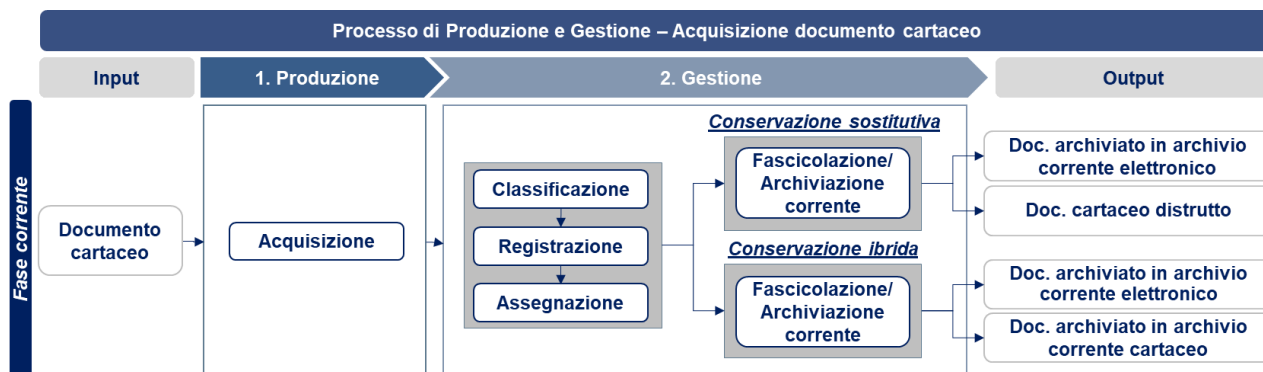 Processo di Produzione e Gestione – Acquisizione documento cartaceo
Input
1. Produzione
2. Gestione
Output
Fase corrente
Documento
cartaceo
Acquisizione
Classificazione
Registrazione
Assegnazione
Conservazione sostitutiva
Fascicolazione/
Archiviazione
corrente
Conservazione ibrida
Fascicolazione/
Archiviazione
corrente
Doc. archiviato in archivio
corrente elettronico
Doc. cartaceo distrutto
Doc. archiviato in archivio
corrente elettronico
Doc. archiviato in archivio
corrente cartaceo